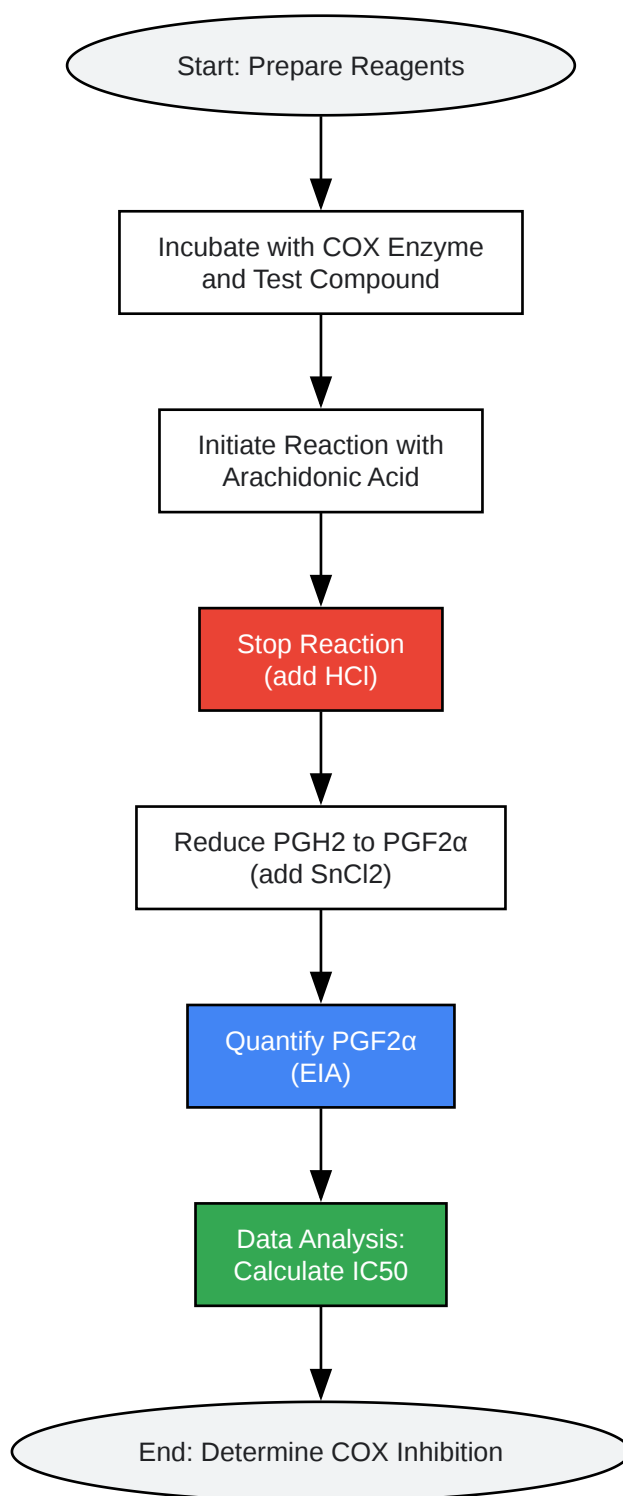 Start: Prepare Reagents
Incubate with COX Enzyme
and Test Compound
Initiate Reaction with
Arachidonic Acid
Stop Reaction
(add HCl)
Reduce PGH2 to PGF2α
(add SnCl2)
Quantify PGF2α
(EIA)
Data Analysis:
Calculate IC50
End: Determine COX Inhibition